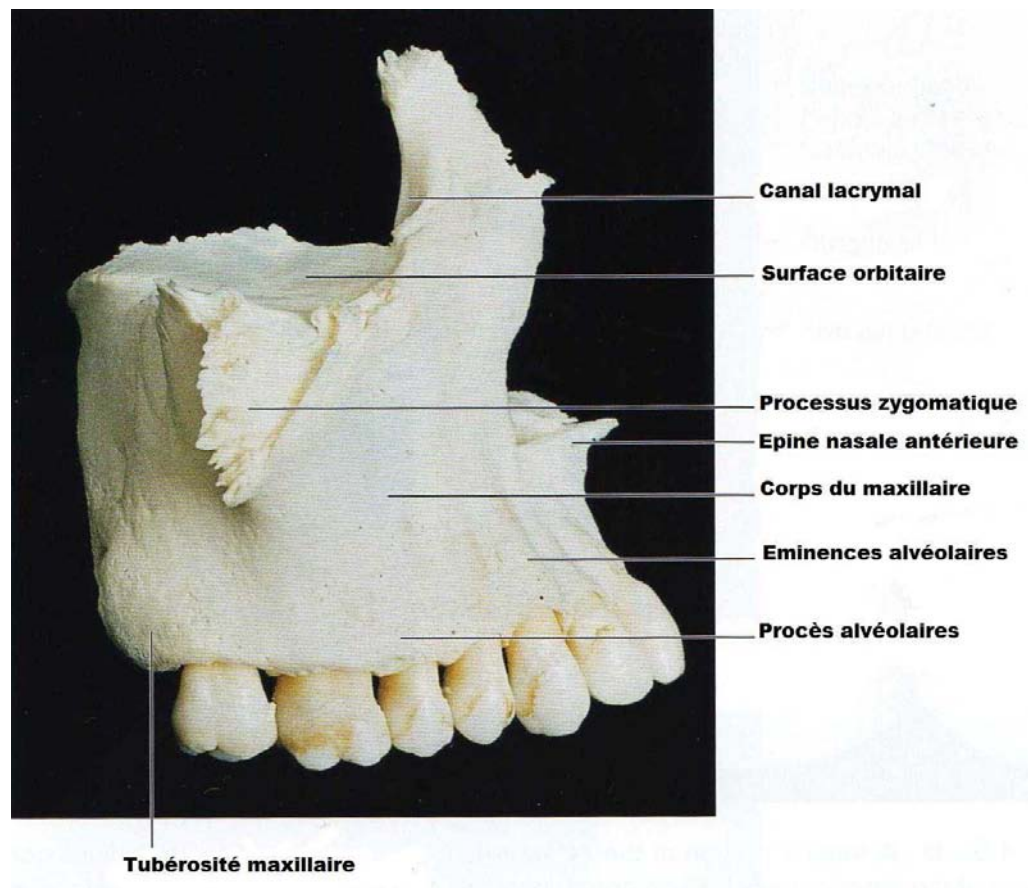 Canal lacrymal
Surface orbitaire
Processus zygomatique
Epine nasale antérieure
Corps du maxillaire
Eminences alvéolaires
Procès alvéolaires
Tubérosité maxillaire